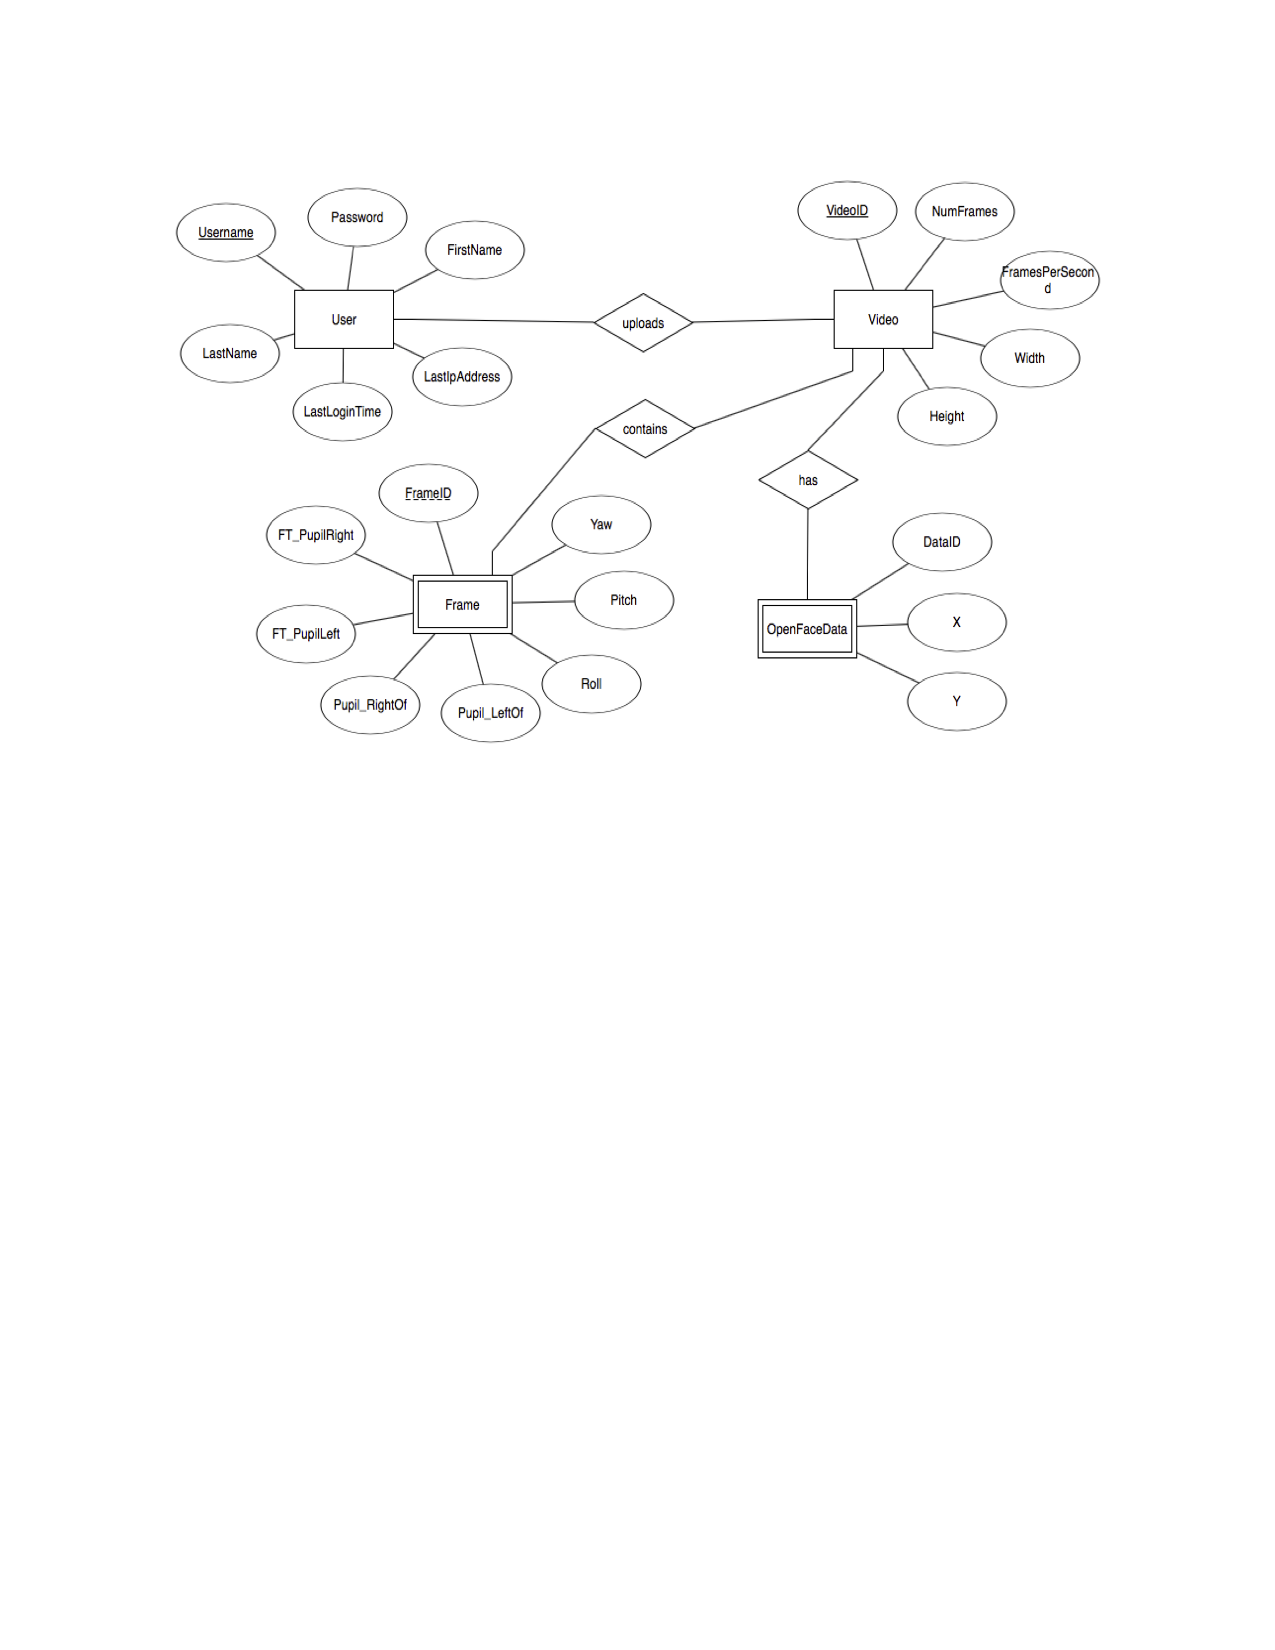 Username
Password
FirstName
User
LastName
LastIpAddress
LastLoginTime
uploads
VideoID
NumFrames
FramesPerSecon
d
Video
Width
Height
contains
has
FrameID
FT_PupilRight
Yaw
Frame
Pitch
FT_PupilLeft
Roll
Pupil_RightOf
Pupil_LeftOf
DataID
OpenFaceData
X
Y